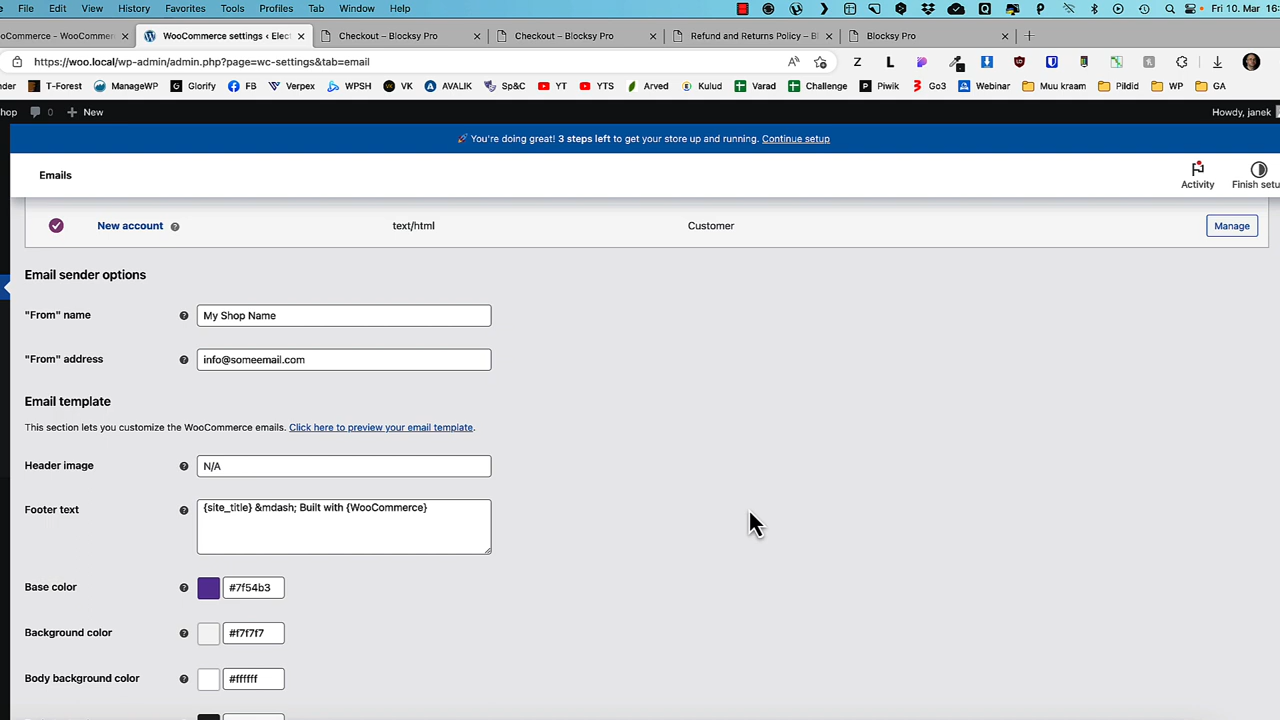 File Edit View History Favorites Tools Profiles Tab Window Help Fri 10. Mar 16:
oCommerce – WooCommer WooCommerce settings ‹ Elect Checkout – Blocksy Pro Checkout – Blocksy Pro Refund and Returns Policy – Bl Blocksy Pro
https://woo.local/wp-admin/admin.php?page=wc-settings&tab=email
nder T-Forest ManageWP Glorify FB Verpex WPSH VK AVALIK Sp&C YT YTS Arved Kulud Varad Challenge Piwik Go3 Webinar Muu kraam Pildid WP GA
hop 0 New Howdy, janek
You're doing great! 3 steps left to get your store up and running. Continue setup
Emails
Activity Finish setu
New account text/html Customer Manage
Email sender options
"From" name My Shop Name
"From" address info@someemail.com
Email template
This section lets you customize the WooCommerce emails. Click here to preview your email template.
Header image N/A
Footer text {site_title} &mdash; Built with {WooCommerce}
Base color #7f54b3
Background color #f7f7f7
Body background color #ffffff